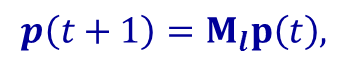 p(t + 1) = M_l p(t),